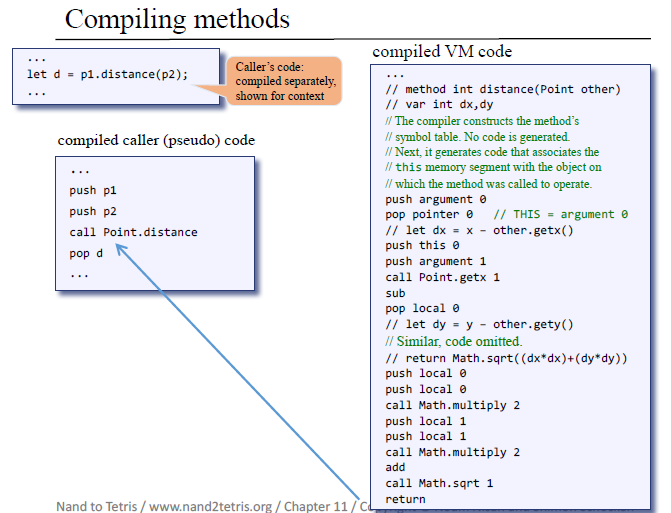 Compiling methods
...
let d = p1.distance(p2);
...
Caller's code:
compiled separately,
shown for context
compiled caller (pseudo) code
...
push p1
push p2
call Point.distance
pop d
...
compiled VM code
...
// method int distance(Point other)
// var int dx,dy
// The compiler constructs the method's
// symbol table. No code is generated.
// Next, it generates code that associates the
// this memory segment with the object on
// which the method was called to operate.
push argument 0
pop pointer 0 // THIS = argument 0
// let dx = x – other.getx()
push this 0
push argument 1
call Point.getx 1
sub
pop local 0
// let dy = y – other.gety()
// Similar, code omitted.
// return Math.sqrt((dx*dx)+(dy*dy))
push local 0
push local 0
call Math.multiply 2
push local 1
push local 1
call Math.multiply 2
add
call Math.sqrt 1
return
Nand to Tetris / www.nand2tetris.org / Chapter 11 /